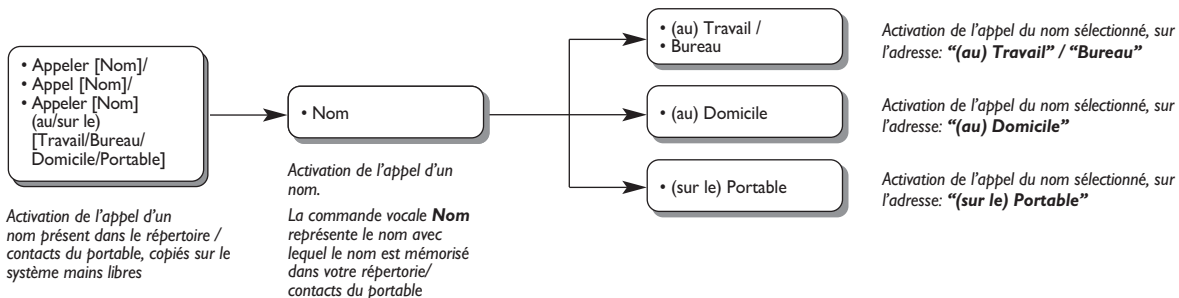 • Appeler [Nom]/
• Appel [Nom]/
• Appeler [Nom]
(au/sur le)
[Travail/Bureau/
Domicile/Portable]
Activation de l’appel d’un
nom présent dans le répertoire /
contacts du portable, copiés sur le
système mains libres
• Nom
Activation de l’appel d’un
nom.
La commande vocale Nom
représente le nom avec
lequel le nom est mémorisé
dans votre répertorie/
contacts du portable
• (au) Travail /
• Bureau
Activation de l’appel du nom sélectionné, sur
l’adresse: “(au) Travail” / “Bureau”
• (au) Domicile
Activation de l’appel du nom sélectionné, sur
l’adresse: “(au) Domicile”
• (sur le) Portable
Activation de l’appel du nom sélectionné, sur
l’adresse: “(sur le) Portable”